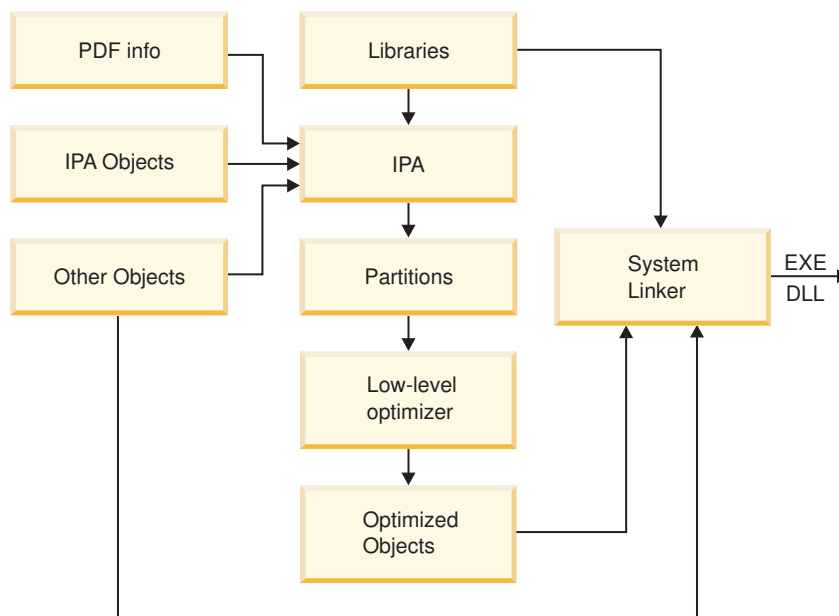 PDF info
Libraries
IPA Objects
IPA
Other Objects
Partitions
System
Linker
EXE
DLL
Low-level
optimizer
Optimized
Objects